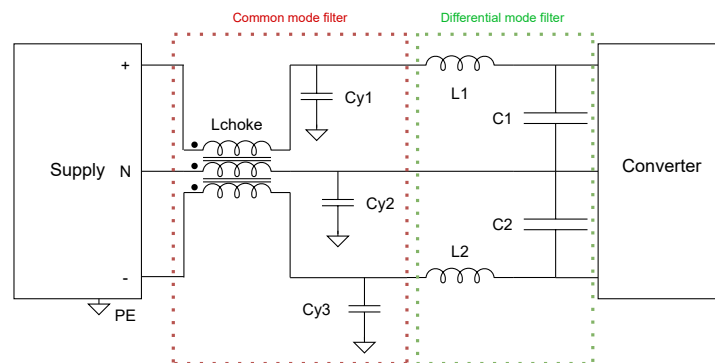 Common mode filter
Differential mode filter
+
Lchoke
Cy1
L1
C1
Supply
N
Converter
Cy2
C2
L2
-
Cy3
PE